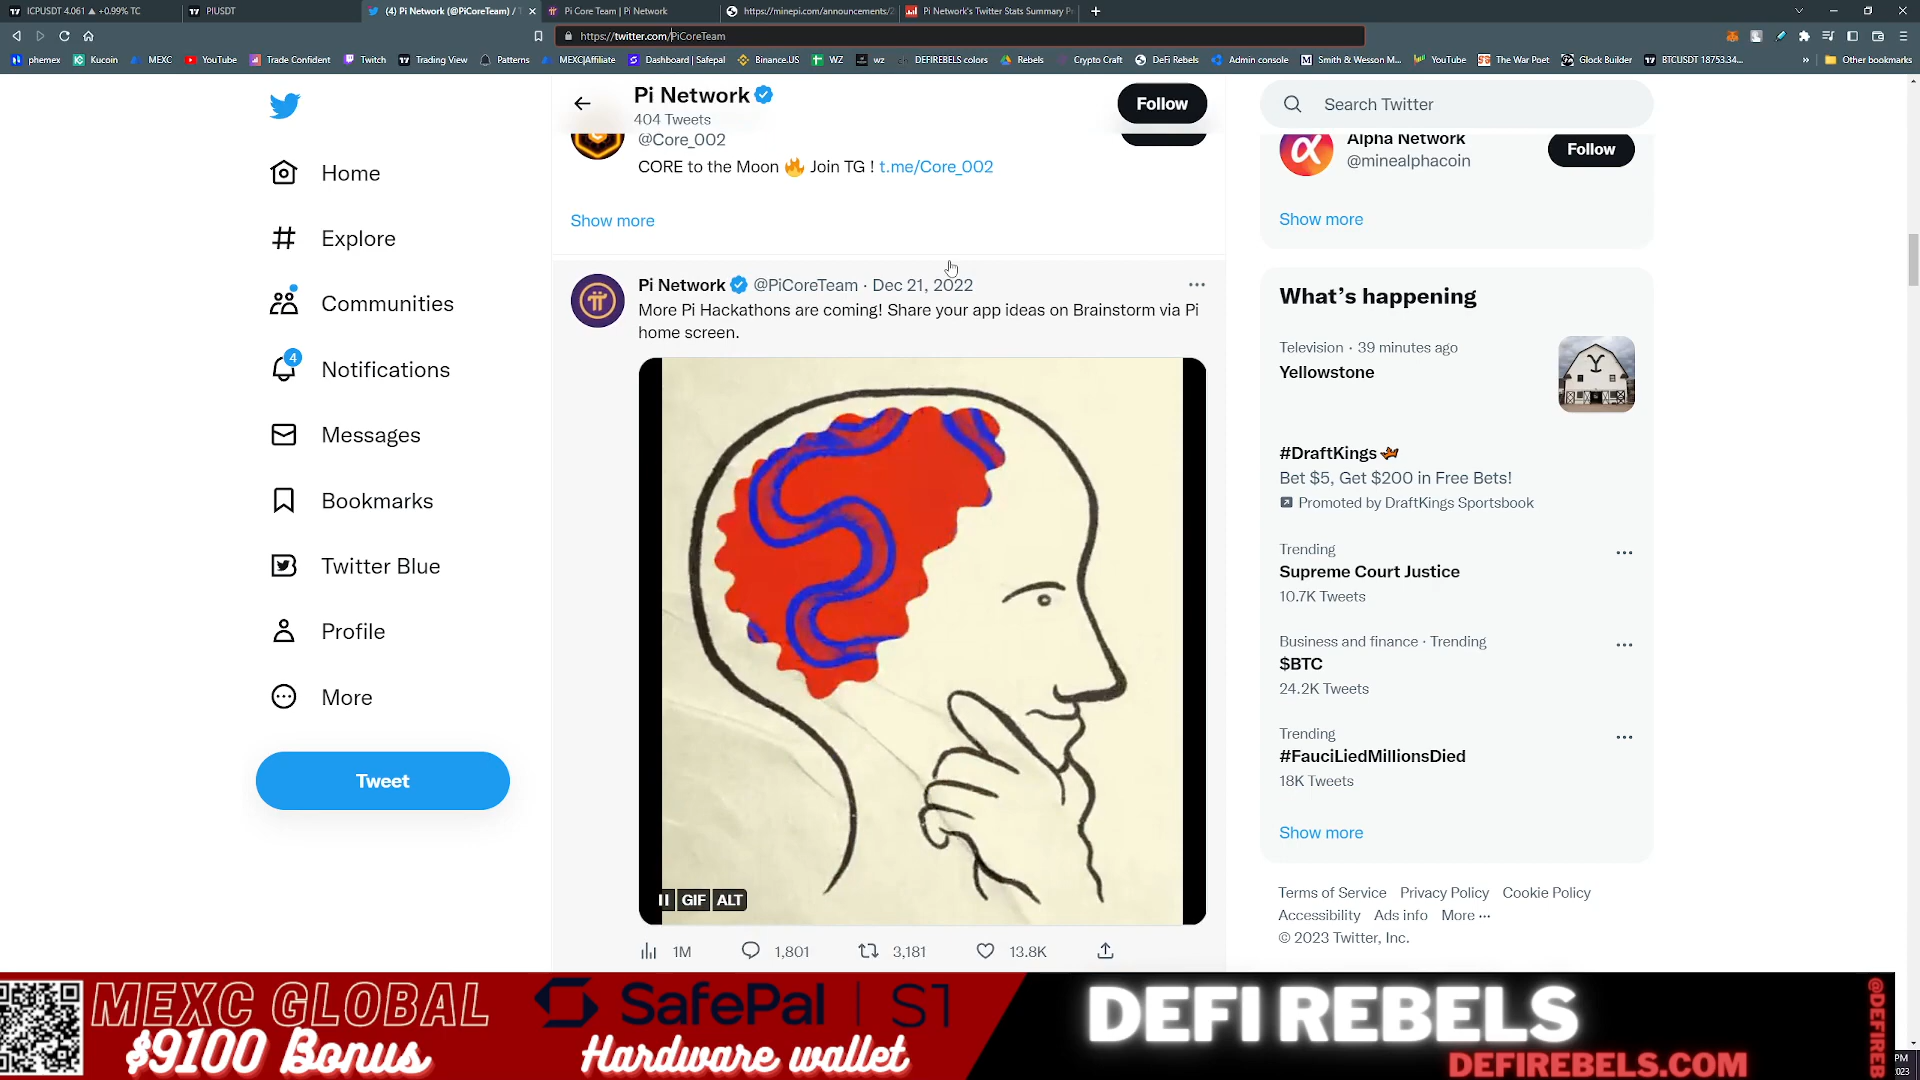 ICPUSDT 4.061 ▲ +0.99% TC
PIUSDT
(4) Pi Network (@PiCoreTeam) / T
Pi Core Team | Pi Network
https://minepi.com/announcements/2
Pi Network's Twitter Stats Summary P
https://twitter.com/PiCoreTeam
phemex
Kucoin
MEXC
YouTube
Trade Confident
Twitch
Trading View
Patterns
MEXC|Affiliate
Dashboard | Safepal
Binance.US
WZ
wz
DEFIREBELS colors
Rebels
Crypto Craft
DeFi Rebels
Admin console
Smith & Wesson M...
YouTube
The War Poet
Glock Builder
BTCUSDT 18753.34...
Other bookmarks
Home
Explore
Communities
4
Notifications
Messages
Bookmarks
Twitter Blue
Profile
More
Tweet
Pi Network
404 Tweets
Follow
@Core_002
CORE to the Moon 🔥 Join TG ! t.me/Core_002
Show more
Pi Network @PiCoreTeam · Dec 21, 2022
More Pi Hackathons are coming! Share your app ideas on Brainstorm via Pi
home screen.
GIF
ALT
1M
1,801
3,181
13.8K
Search Twitter
Alpha Network
@minealphacoin
Follow
Show more
What's happening
Television · 39 minutes ago
Yellowstone
#DraftKings
Bet $5, Get $200 in Free Bets!
Promoted by DraftKings Sportsbook
Trending
Supreme Court Justice
10.7K Tweets
Business and finance · Trending
$BTC
24.2K Tweets
Trending
#FauciLiedMillionsDied
18K Tweets
Show more
Terms of Service Privacy Policy Cookie Policy
Accessibility Ads info More ···
© 2023 Twitter, Inc.
MEXC GLOBAL
$9100 Bonus
SafePal | S1
Hardware wallet
DEFI REBELS
DEFIREBELS.COM
@DEFIREB
PM
023